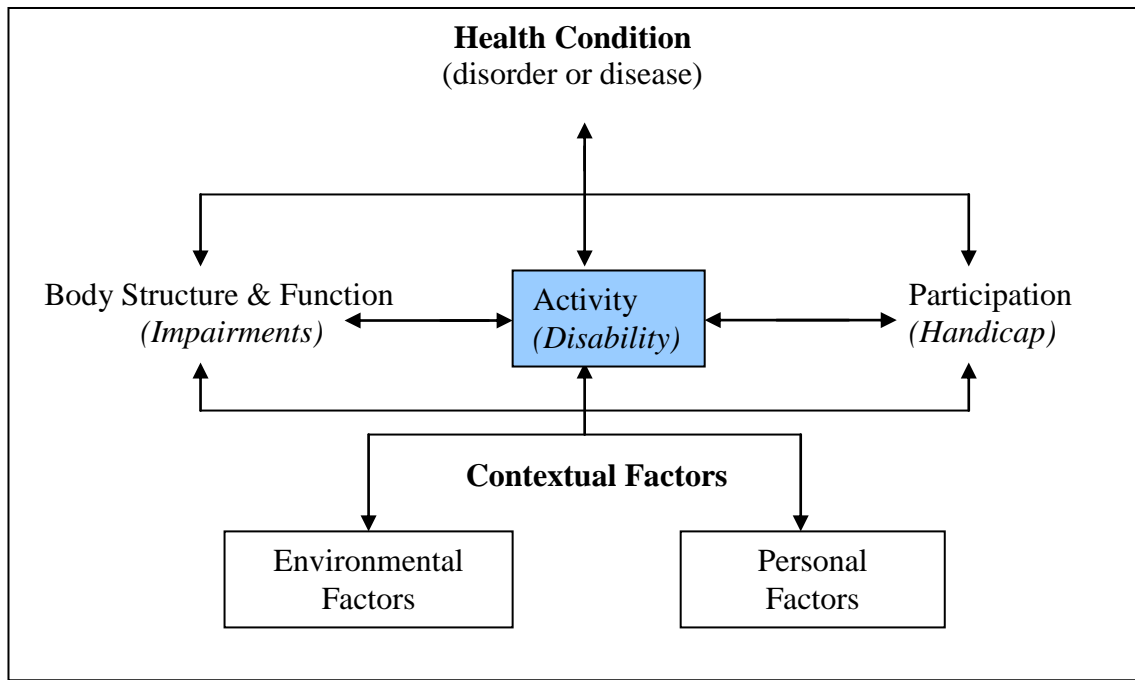 Health Condition
(disorder or disease)
Body Structure & Function
(Impairments)
Activity
(Disability)
Participation
(Handicap)
Contextual Factors
Environmental
Factors
Personal
Factors